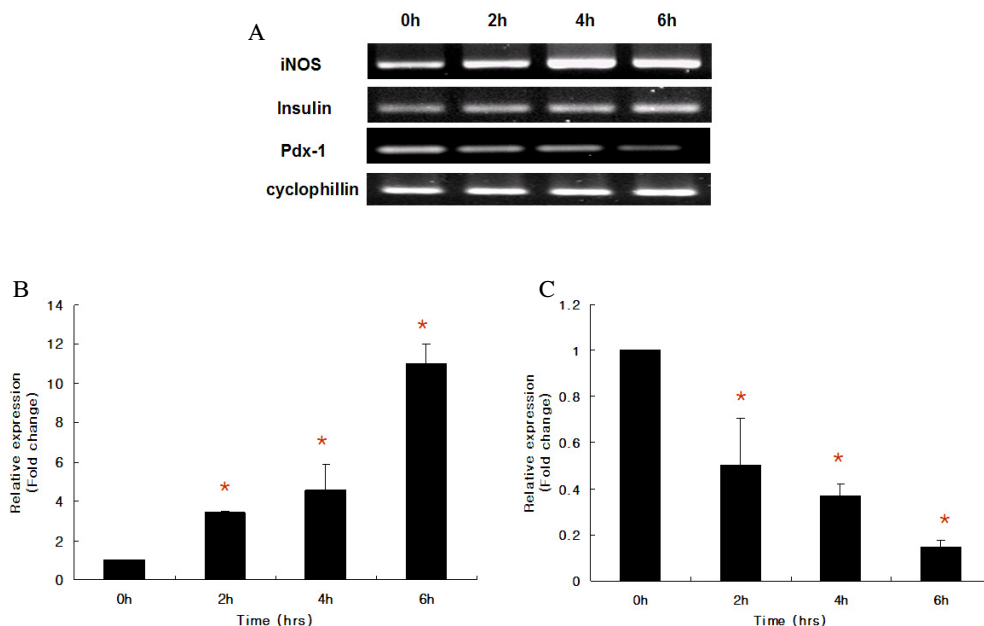 A
0h 2h 4h 6h
iNOS
Insulin
Pdx-1
cyclophillin
B
14
12
10
8
6
4
2
0
Relative expression
(Fold change)
* * *
0h 2h 4h 6h
Time (hrs)
C
1.2
1
0.8
0.6
0.4
0.2
0
Relative expression
(Fold change)
* * *
0h 2h 4h 6h
Time (hrs)